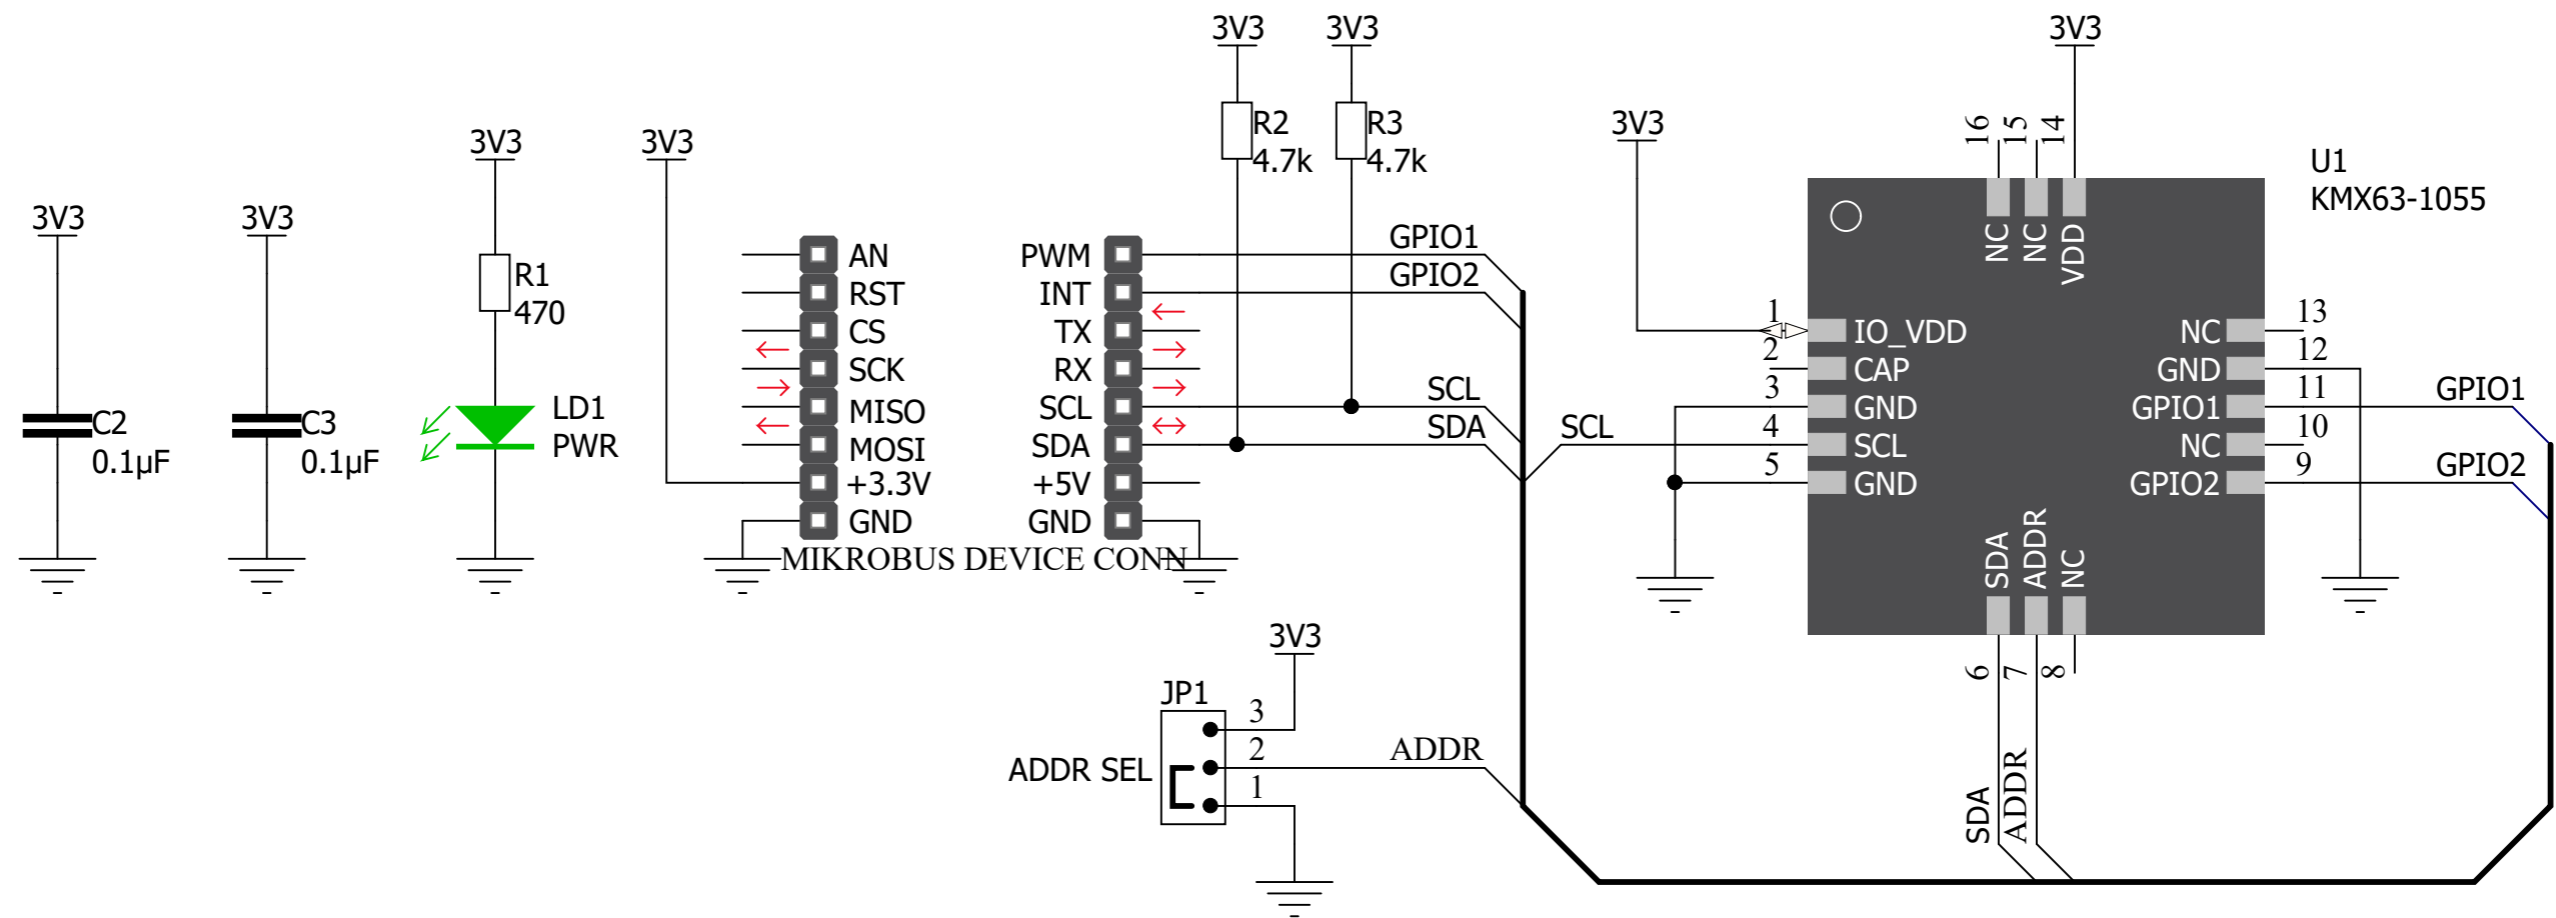 3V3
C2
0.1µF
3V3
C3
0.1µF
3V3
R1
470
LD1
PWR
3V3
AN
RST
CS
SCK
MISO
MOSI
+3.3V
GND
PWM
INT
TX
RX
SCL
SDA
+5V
GND
MIKROBUS DEVICE CONN
3V3
R2
4.7k
3V3
R3
4.7k
GPIO1
GPIO2
SCL
SDA
SCL
JP1
ADDR SEL
3V3
3
2
1
ADDR
3V3
3V3
U1
KMX63-1055
16
15
14
NC
NC
VDD
1
IO_VDD
2
CAP
3
GND
4
SCL
5
GND
13
NC
12
GND
11
GPIO1
10
NC
9
GPIO2
GPIO1
GPIO2
SDA
ADDR
NC
6
7
8
SDA
ADDR